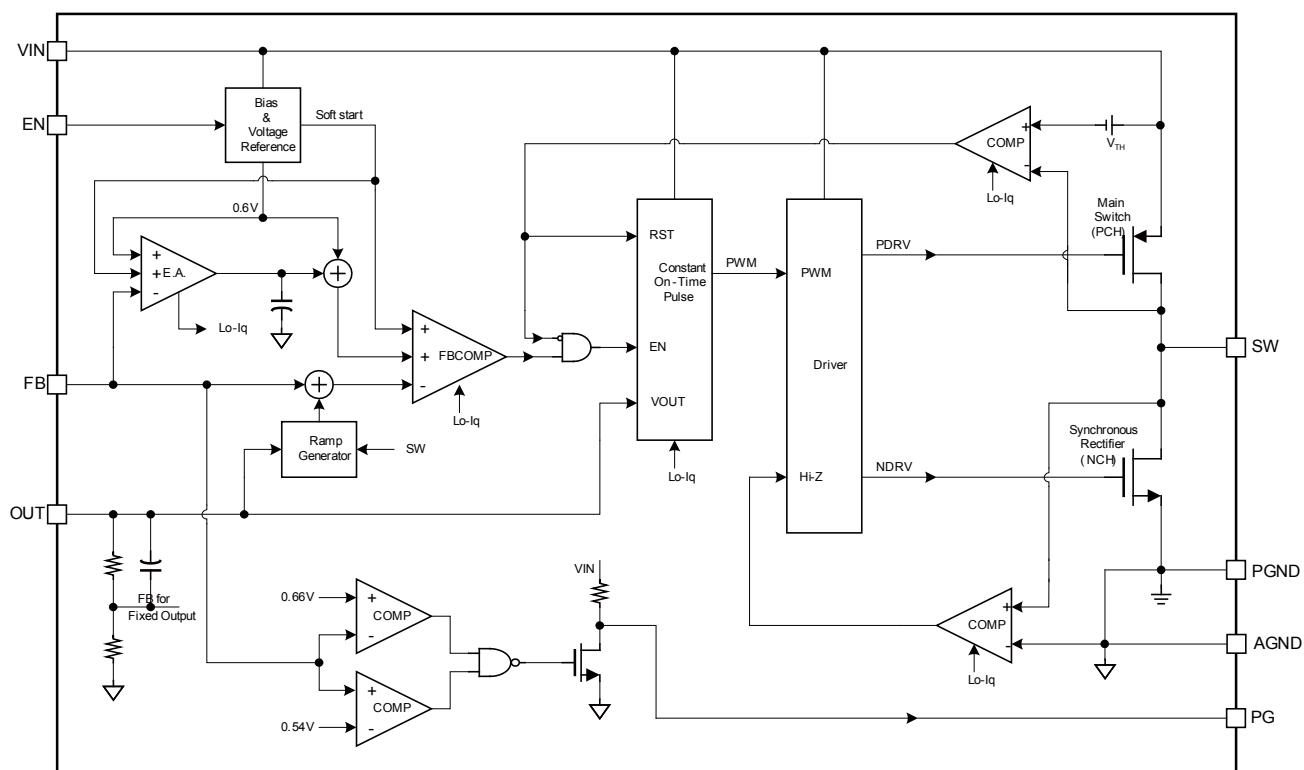 VIN
EN
Bias
&
Voltage
Reference
Soft start
0.6V
+
+ E.A.
-
Lo-Iq
+
+
+ FBCOMP
-
Lo-Iq
FB
+
Ramp
Generator
SW
OUT
FB for
Fixed Output
RST
Constant
On-Time
Pulse
EN
VOUT
Lo-Iq
PWM
PWM
Driver
Hi-Z
PDRV
NDRV
+
COMP
-
Lo-Iq
VTH
Main
Switch
(PCH)
SW
Synchronous
Rectifier
(NCH)
+
COMP
-
Lo-Iq
PGND
AGND
PG
VIN
0.66V
+
COMP
-
+
COMP
0.54V
-